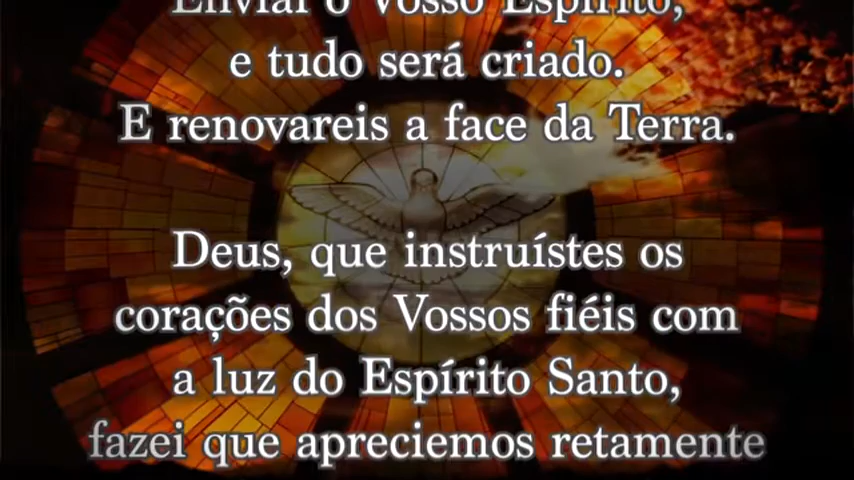 Enviai o Vosso Espírito,
e tudo será criado.
E renovareis a face da Terra.
Deus, que instruístes os
corações dos Vossos fiéis com
a luz do Espírito Santo,
fazei que apreciemos retamente